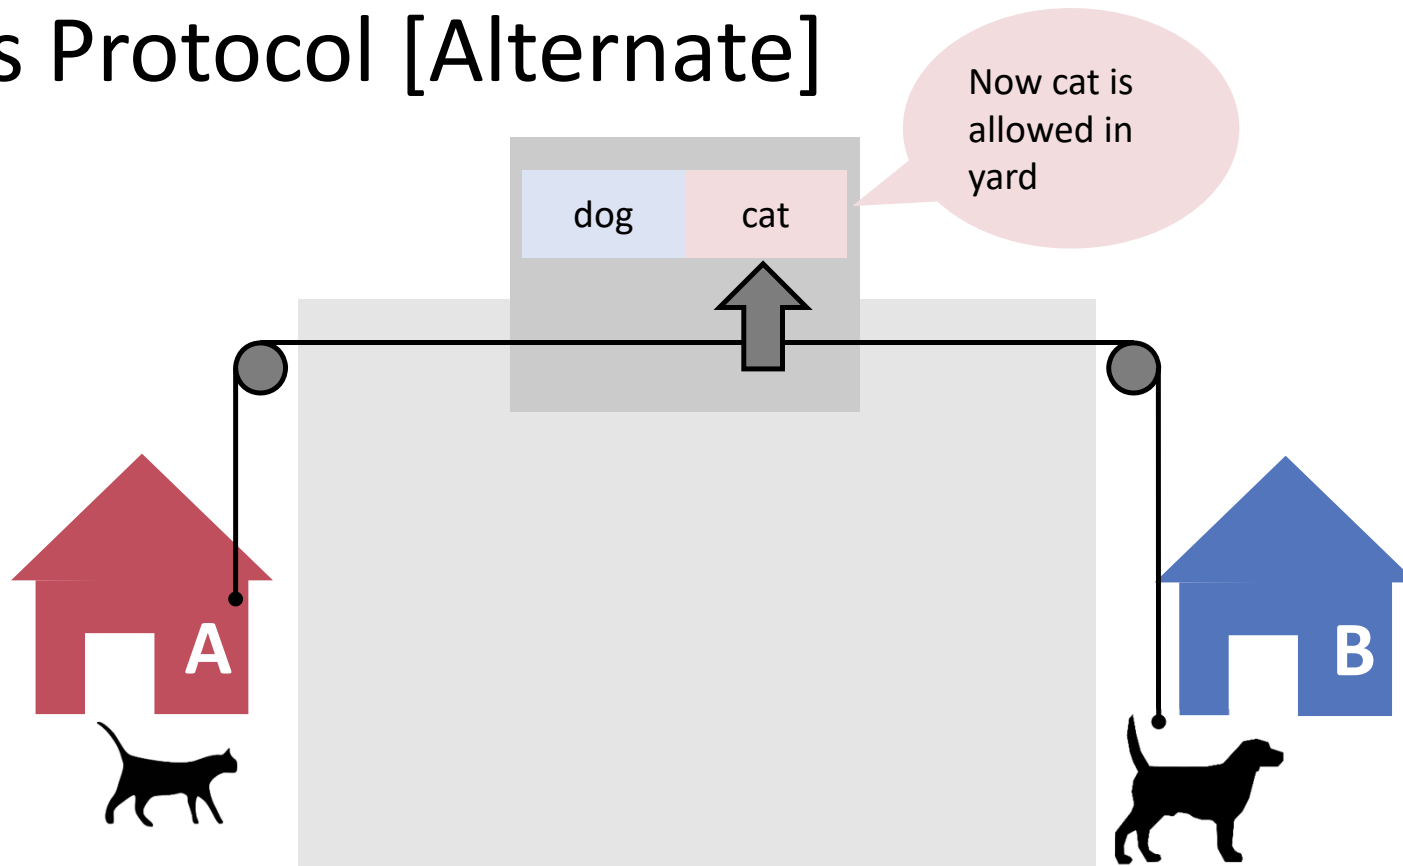 s Protocol [Alternate]
Now cat is
allowed in
yard
dog cat
A
B